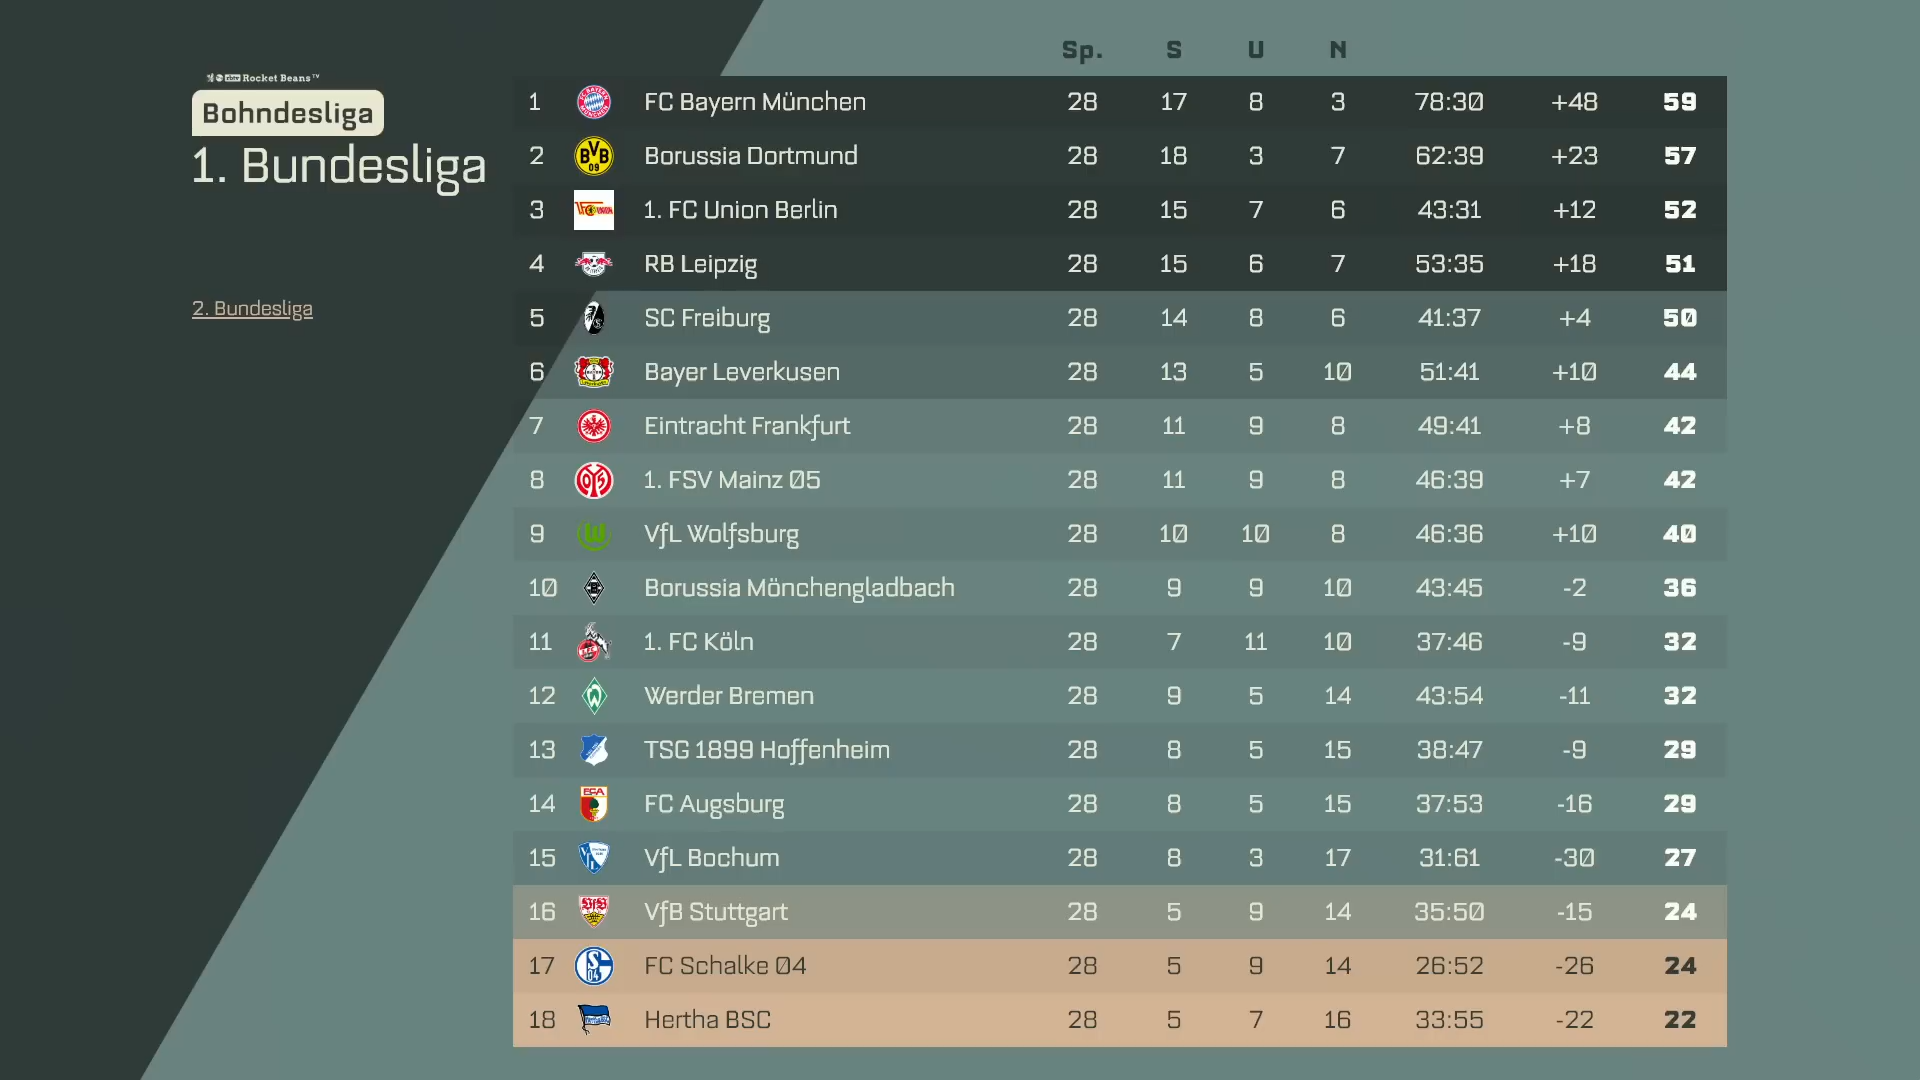 rbtv Rocket Beans TV
Bohndesliga
1. Bundesliga
2. Bundesliga
Sp. S U N
1 FC Bayern München 28 17 8 3 78:30 +48 59
2 Borussia Dortmund 28 18 3 7 62:39 +23 57
3 1. FC Union Berlin 28 15 7 6 43:31 +12 52
4 RB Leipzig 28 15 6 7 53:35 +18 51
5 SC Freiburg 28 14 8 6 41:37 +4 50
6 Bayer Leverkusen 28 13 5 10 51:41 +10 44
7 Eintracht Frankfurt 28 11 9 8 49:41 +8 42
8 1. FSV Mainz 05 28 11 9 8 46:39 +7 42
9 VfL Wolfsburg 28 10 10 8 46:36 +10 40
10 Borussia Mönchengladbach 28 9 9 10 43:45 -2 36
11 1. FC Köln 28 7 11 10 37:46 -9 32
12 Werder Bremen 28 9 5 14 43:54 -11 32
13 TSG 1899 Hoffenheim 28 8 5 15 38:47 -9 29
14 FC Augsburg 28 8 5 15 37:53 -16 29
15 VfL Bochum 28 8 3 17 31:61 -30 27
16 VfB Stuttgart 28 5 9 14 35:50 -15 24
17 FC Schalke 04 28 5 9 14 26:52 -26 24
18 Hertha BSC 28 5 7 16 33:55 -22 22